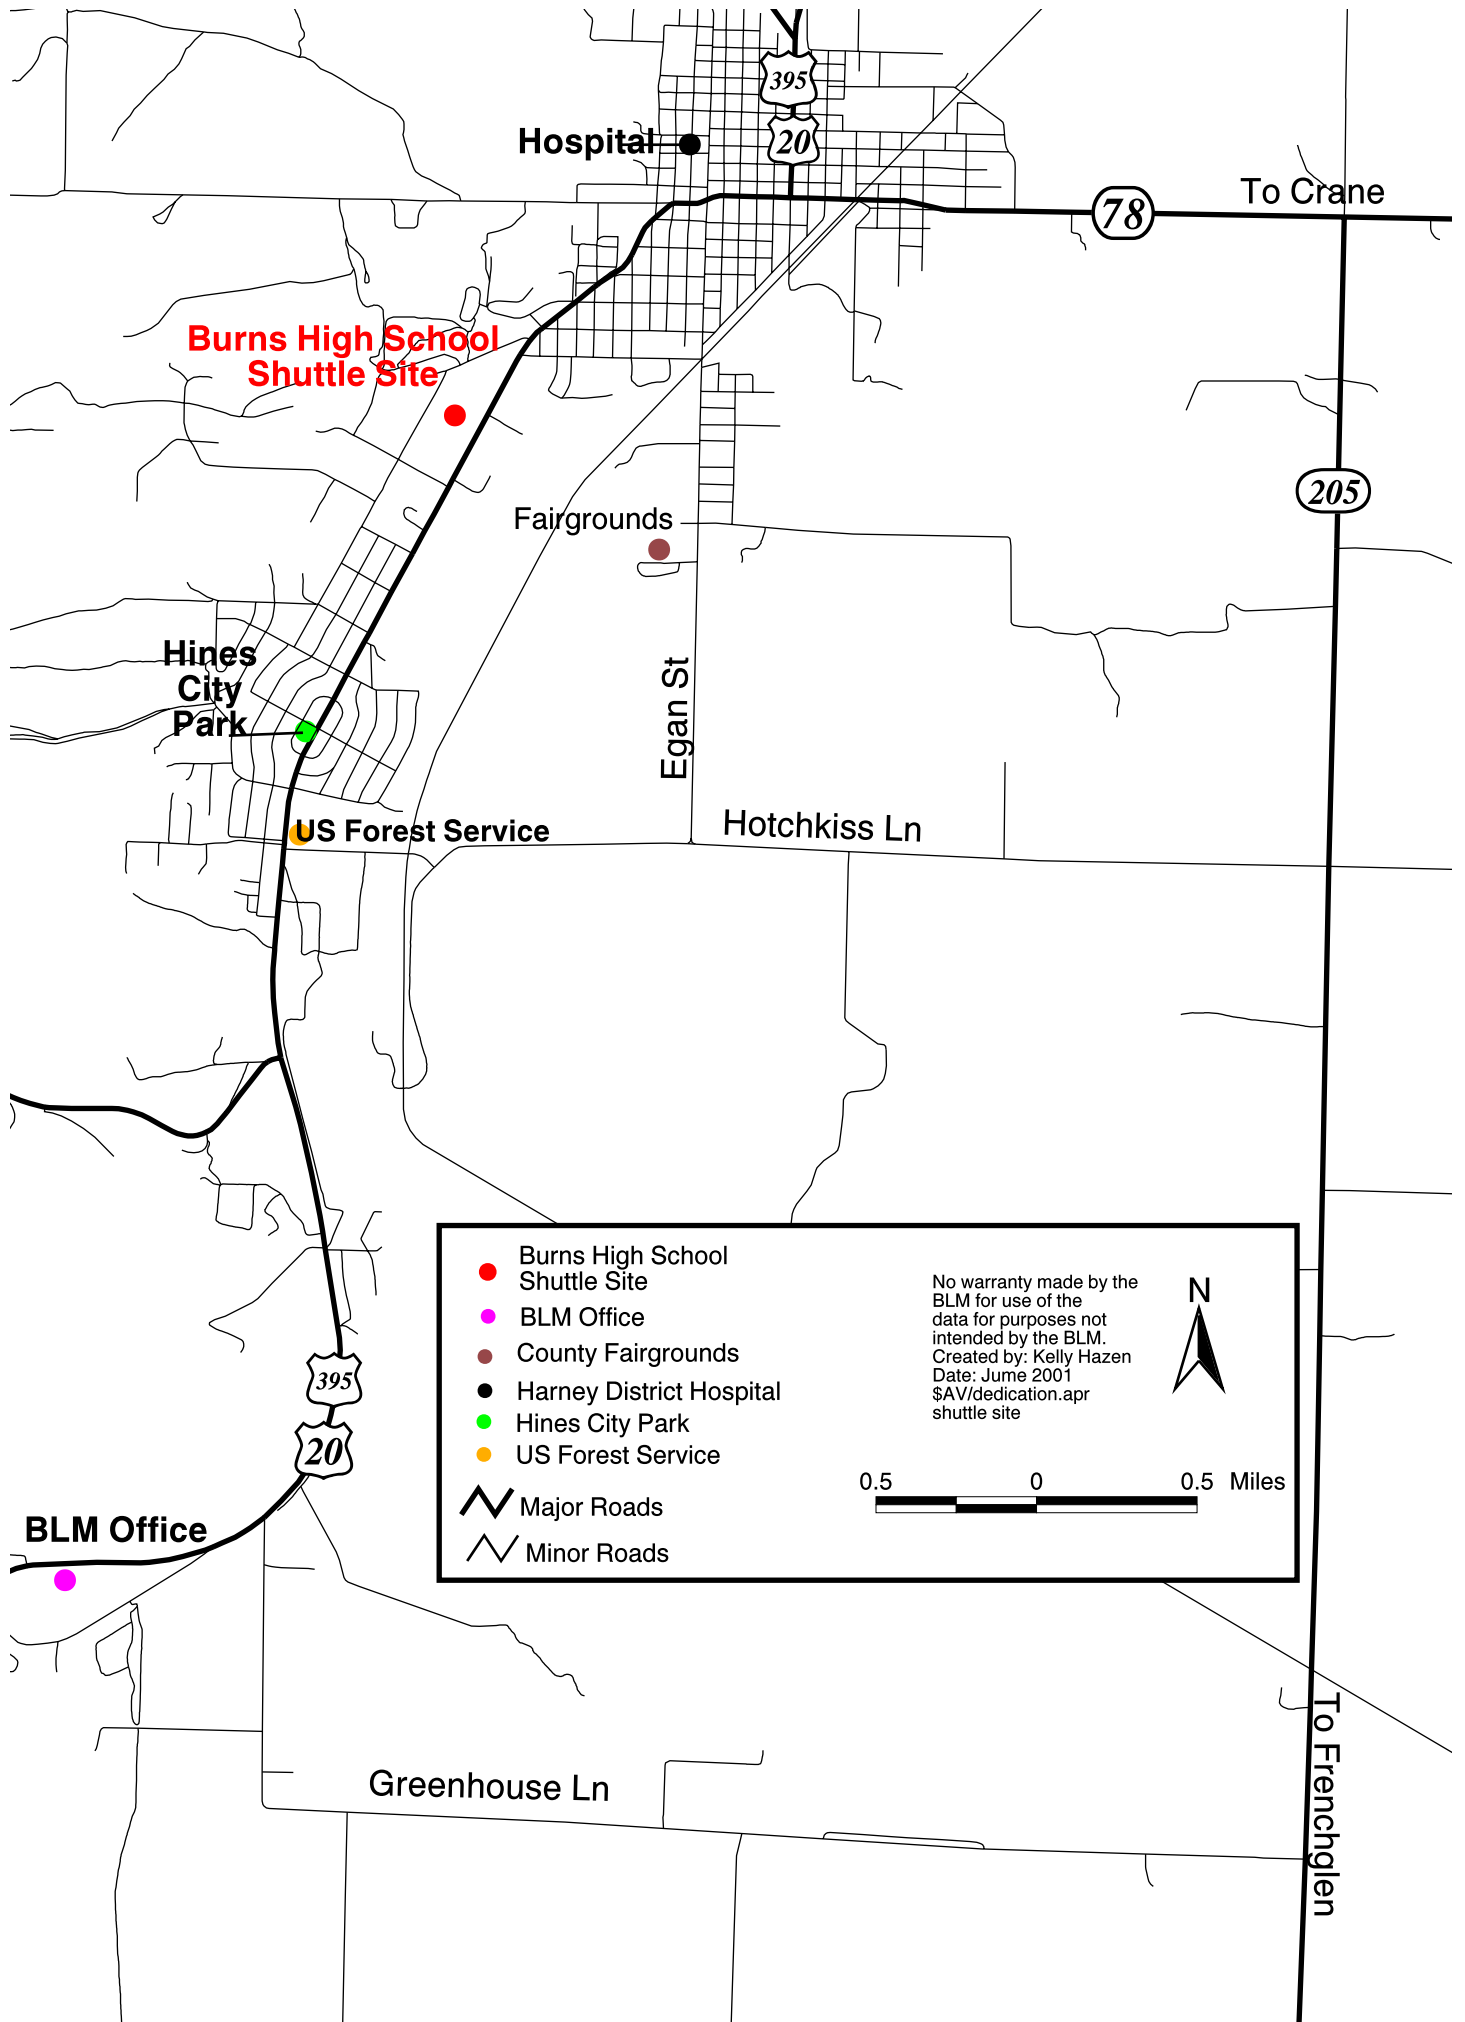 395
20
Hospital
To Crane
78
Burns High School
Shuttle Site
205
Fairgrounds
Hines
City
Park
Egan St
Hotchkiss Ln
US Forest Service
Burns High School
Shuttle Site
BLM Office
County Fairgrounds
Harney District Hospital
Hines City Park
US Forest Service
Major Roads
Minor Roads
No warranty made by the
BLM for use of the
data for purposes not
intended by the BLM.
Created by: Kelly Hazen
Date: Jume 2001
$AV/dedication.apr
shuttle site
N
0.5 0 0.5 Miles
395
20
BLM Office
To Frenchglen
Greenhouse Ln